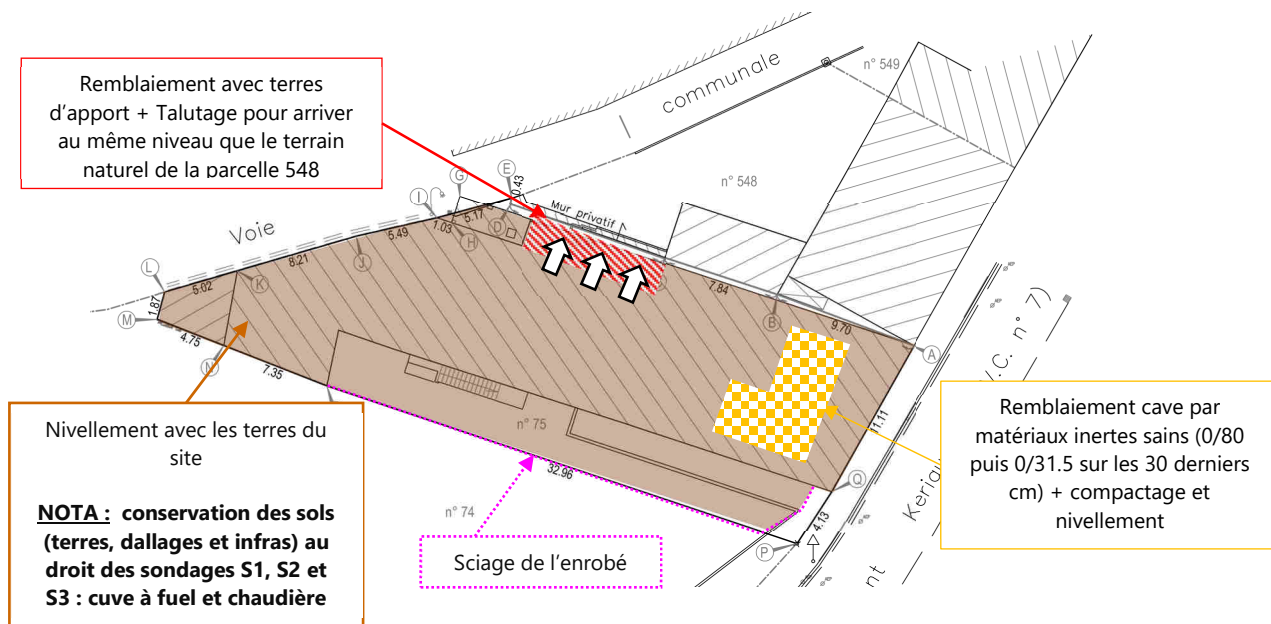 Remblaiement avec terres
d'apport + Talutage pour arriver
au même niveau que le terrain
naturel de la parcelle 548
communale
n° 549
n° 548
E
0.43
G
I
5.17
1.03
H
D
Mur privatif
Voie
5.49
J
8.21
L
5.02
K
1.87
M
4.75
N
7.35
7.84
B
9.70
A
11.11
n° 75
32.96
n° 74
Q
4.13
P
V.C. n° 7)
nt
Nivellement avec les terres du
site
NOTA : conservation des sols
(terres, dallages et infras) au
droit des sondages S1, S2 et
S3 : cuve à fuel et chaudière
Sciage de l'enrobé
Remblaiement cave par
matériaux inertes sains (0/80
puis 0/31.5 sur les 30 derniers
cm) + compactage et
nivellement